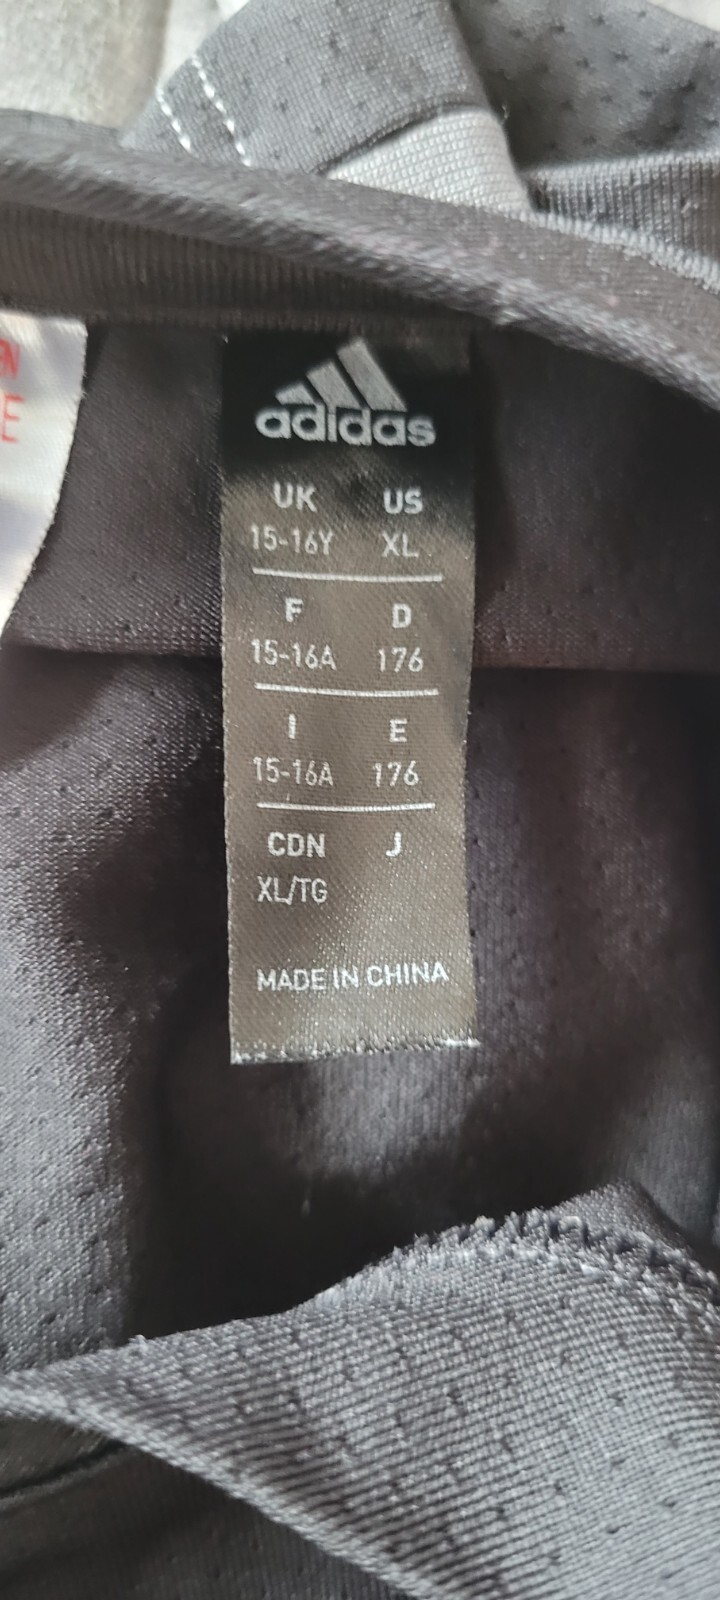 adidas
UK US
15-16Y XL
F D
15-16A 176
I E
15-16A 176
CDN J
XL/TG
MADE IN CHINA